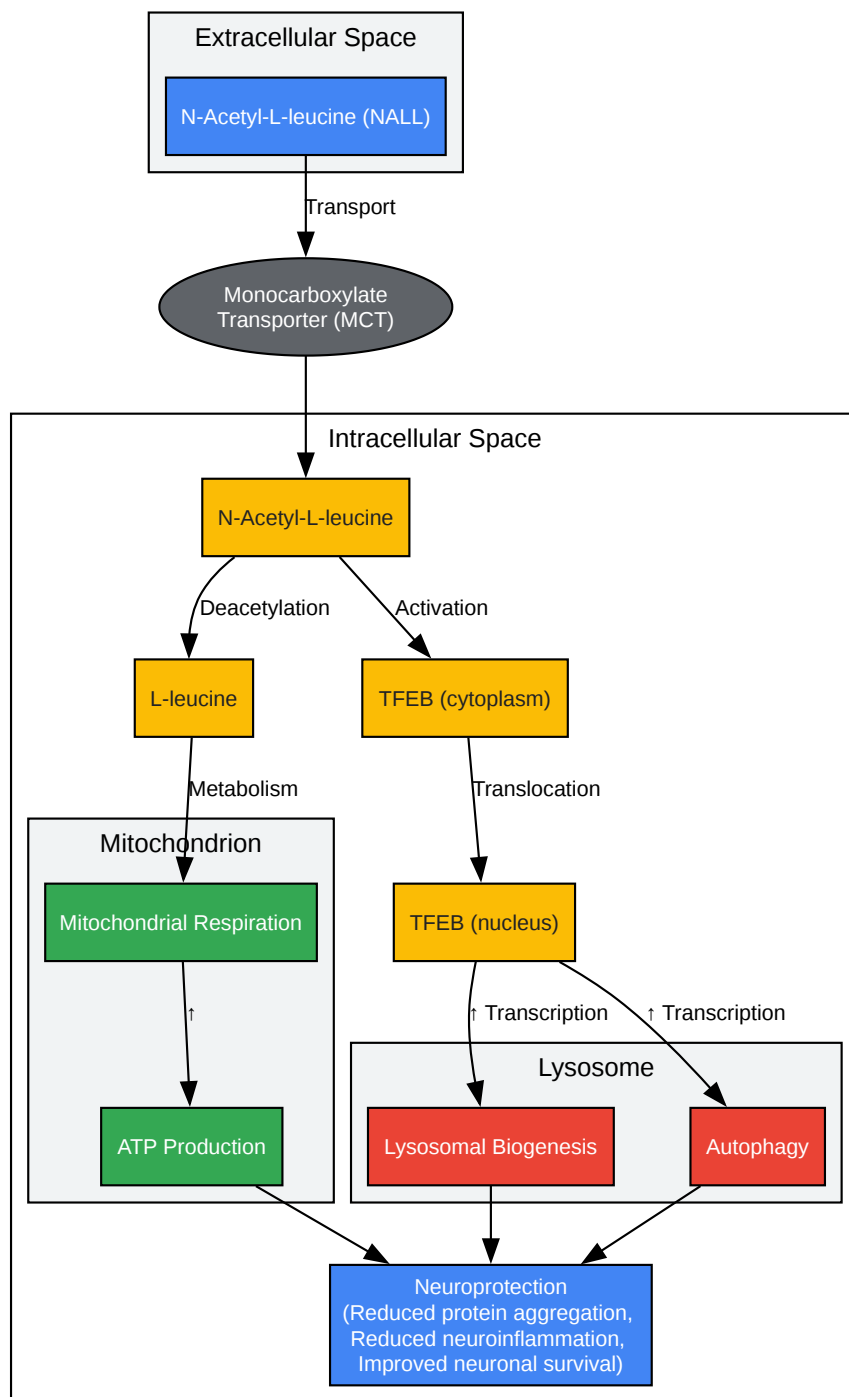 Extracellular Space
N-Acetyl-L-leucine (NALL)
Transport
Monocarboxylate
Transporter (MCT)
Intracellular Space
N-Acetyl-L-leucine
Deacetylation
Activation
L-leucine
TFEB (cytoplasm)
Metabolism
Translocation
Mitochondrion
Mitochondrial Respiration
TFEB (nucleus)
↑
↑ Transcription
↑ Transcription
Lysosome
ATP Production
Lysosomal Biogenesis
Autophagy
Neuroprotection
(Reduced protein aggregation,
Reduced neuroinflammation,
Improved neuronal survival)